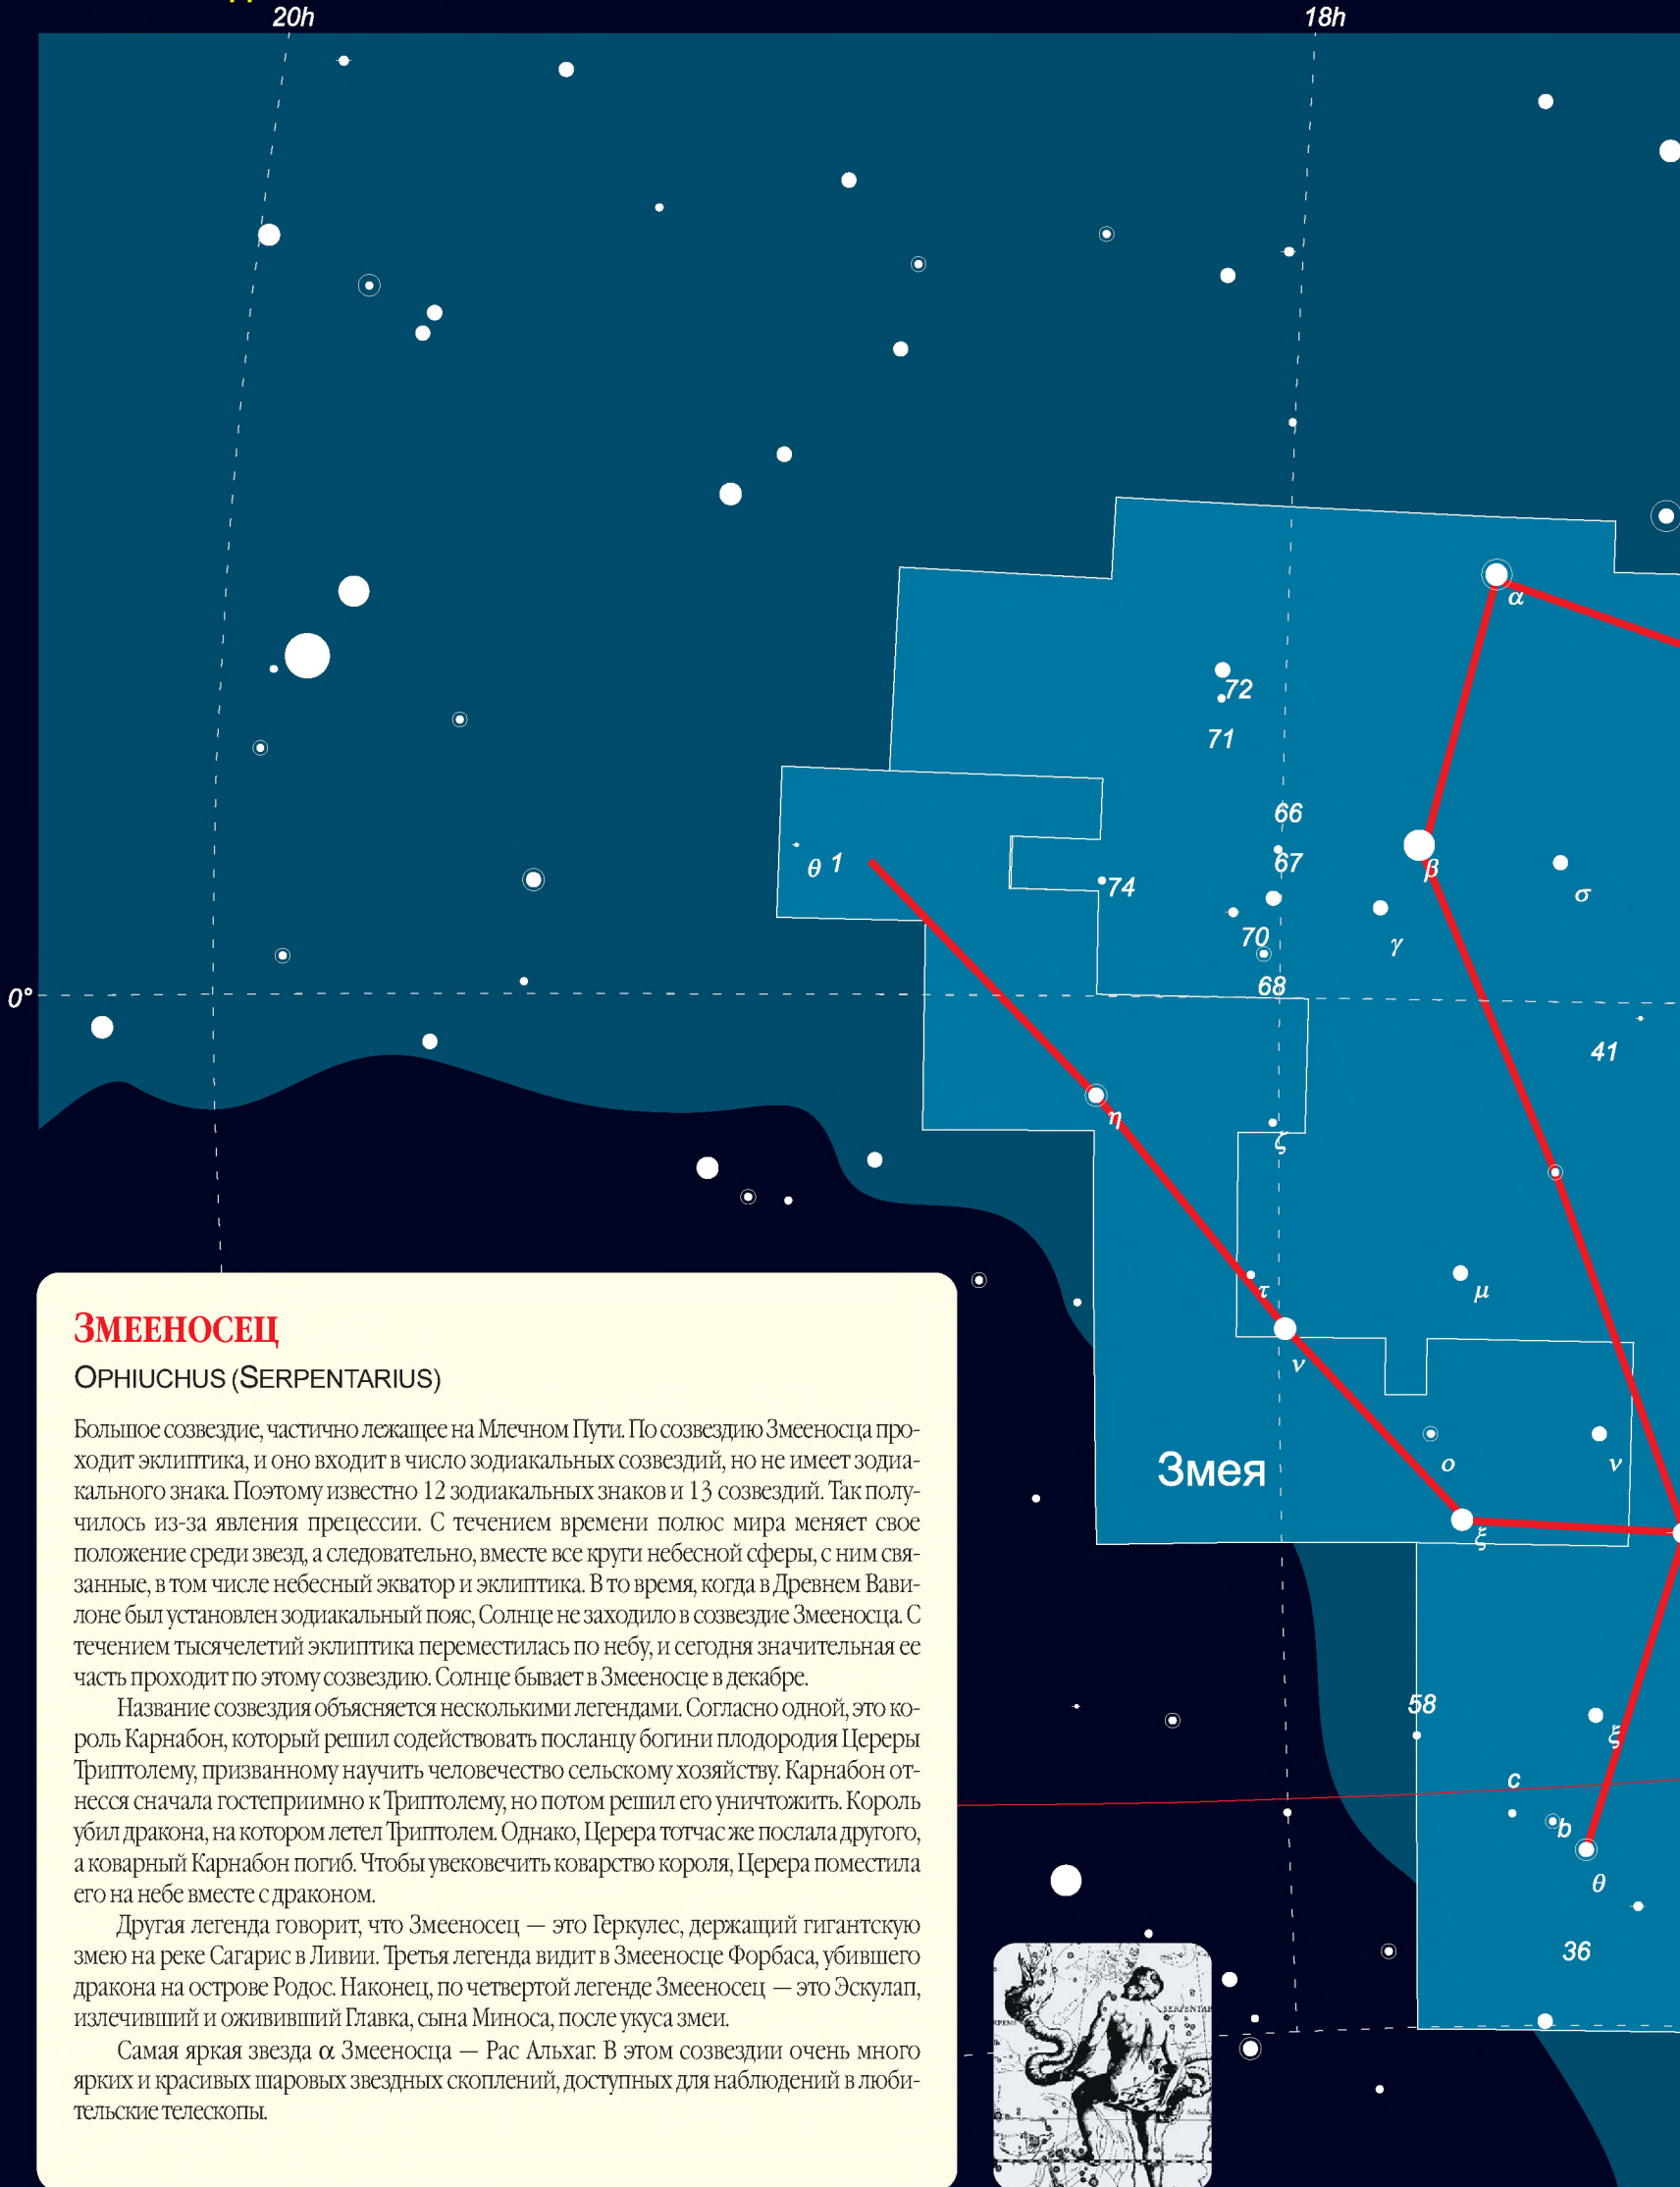 20h
18h
α
72
71
66
67
θ 1
74
β
σ
70
γ
68
0°
41
η
ζ
τ
μ
ν
Змея
ο
ν
ξ
58
ξ
c
b
θ
36
ЗМЕЕНОСЕЦ
OPHIUCHUS (SERPENTARIUS)
Большое созвездие, частично лежащее на Млечном Пути. По созвездию Змееносца про-
ходит эклиптика, и оно входит в число зодиакальных созвездий, но не имеет зодиа-
кального знака. Поэтому известно 12 зодиакальных знаков и 13 созвездий. Так полу-
чилось из-за явления прецессии. С течением времени полюс мира меняет свое
положение среди звезд, а следовательно, вместе все круги небесной сферы, с ним свя-
занные, в том числе небесный экватор и эклиптика. В то время, когда в Древнем Вави-
лоне был установлен зодиакальный пояс, Солнце не заходило в созвездие Змееносца. С
течением тысячелетий эклиптика переместилась по небу, и сегодня значительная ее
часть проходит по этому созвездию. Солнце бывает в Змееносце в декабре.
Название созвездия объясняется несколькими легендами. Согласно одной, это ко-
роль Карнабон, который решил содействовать посланцу богини плодородия Цереры
Триптолему, призванному научить человечество сельскому хозяйству. Карнабон от-
несся сначала гостеприимно к Триптолему, но потом решил его уничтожить. Король
убил дракона, на котором летел Триптолем. Однако, Церера тотчас же послала другого,
а коварный Карнабон погиб. Чтобы увековечить коварство короля, Церера поместила
его на небе вместе с драконом.
Другая легенда говорит, что Змееносец — это Геркулес, держащий гигантскую
змею на реке Сагарис в Ливии. Третья легенда видит в Змееносце Форбаса, убившего
дракона на острове Родос. Наконец, по четвертой легенде Змееносец — это Эскулап,
излечивший и ожививший Главка, сына Миноса, после укуса змеи.
Самая яркая звезда α Змееносца — Рас Альхаг. В этом созвездии очень много
ярких и красивых шаровых звездных скоплений, доступных для наблюдений в люби-
тельские телескопы.